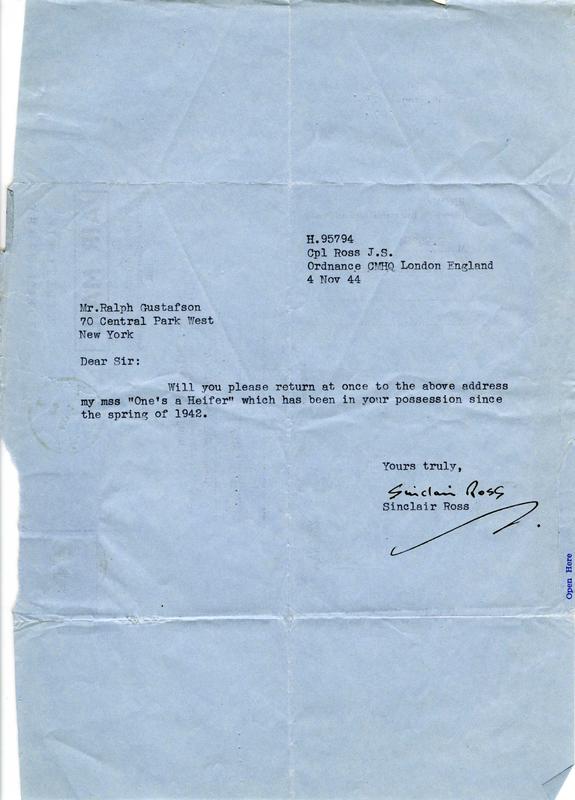 H.95794
Cpl Ross J.S.
Ordnance CMHQ London England
4 Nov 44
Mr.Ralph Gustafson
70 Central Park West
New York
Dear Sir:
Will you please return at once to the above address
my mss "One's a Heifer" which has been in your possession since
the spring of 1942.
Yours truly,
Sinclair Ross
Sinclair Ross
Open Here